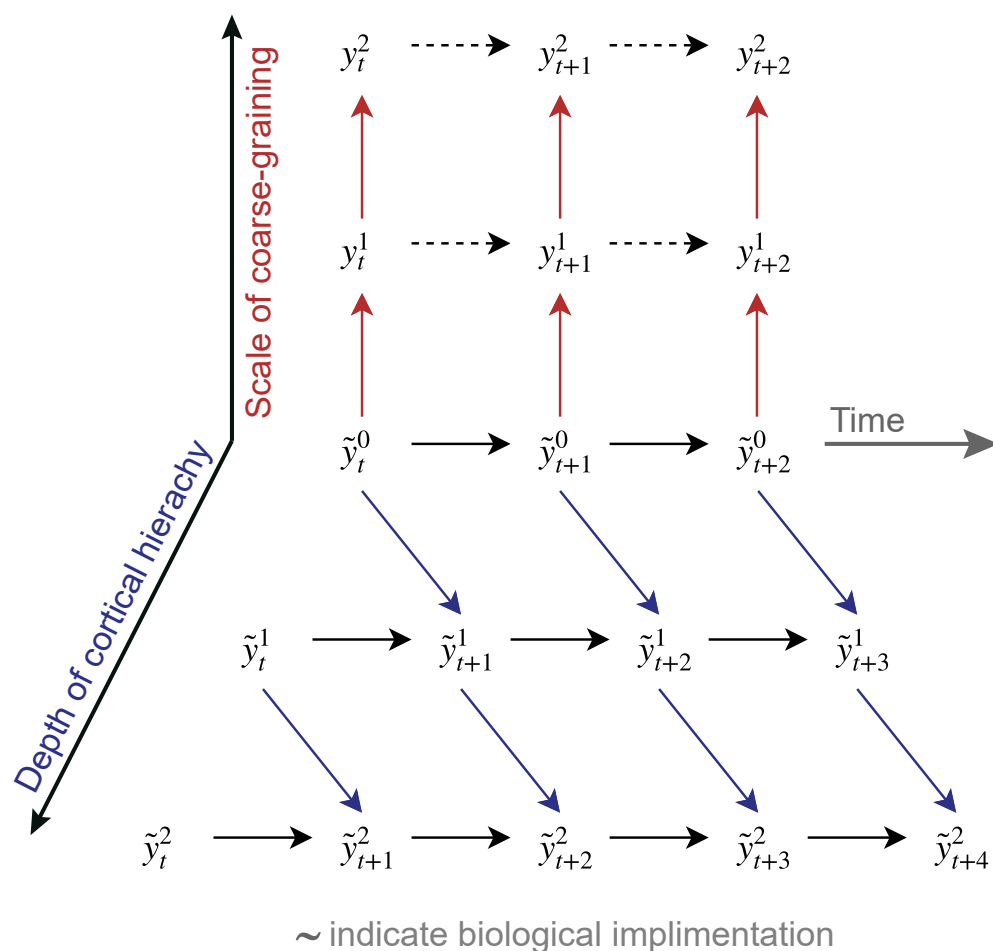 Scale of coarse-graining
y_t^2 y_{t+1}^2 y_{t+2}^2
y_t^1 y_{t+1}^1 y_{t+2}^1
Time
ỹ_t^0 ỹ_{t+1}^0 ỹ_{t+2}^0
Depth of cortical hierachy
ỹ_t^1 ỹ_{t+1}^1 ỹ_{t+2}^1 ỹ_{t+3}^1
ỹ_t^2 ỹ_{t+1}^2 ỹ_{t+2}^2 ỹ_{t+3}^2 ỹ_{t+4}^2
~ indicate biological implimentation